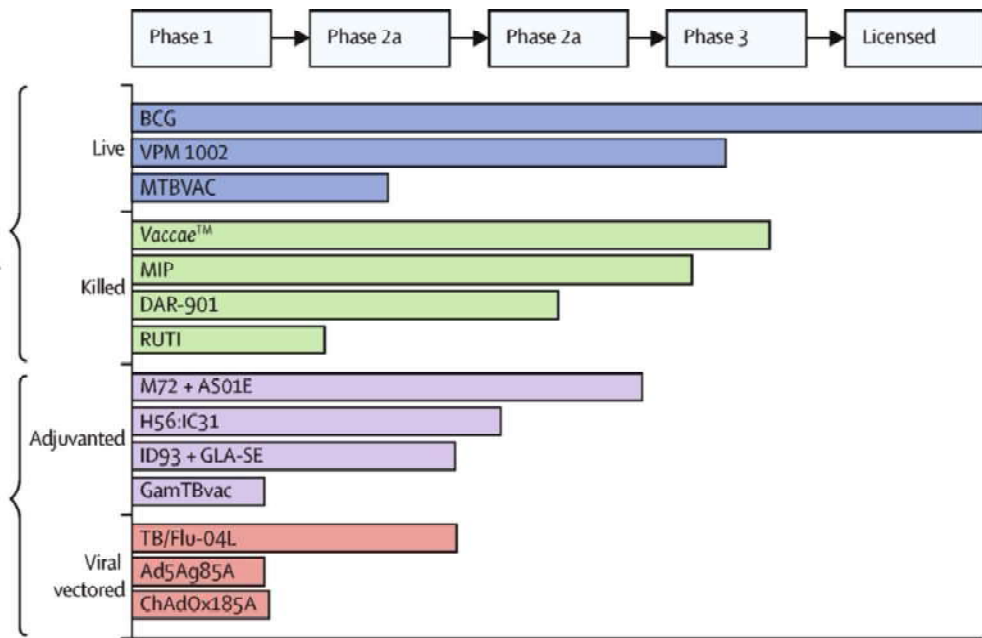 Phase 1
Phase 2a
Phase 2a
Phase 3
Licensed
Live
BCG
VPM 1002
MTBVAC
Killed
Vaccae™
MIP
DAR-901
RUTI
Adjuvanted
M72 + AS01E
H56:IC31
ID93 + GLA-SE
GamTBvac
Viral
vectored
TB/Flu-04L
Ad5Ag85A
ChAdOx185A